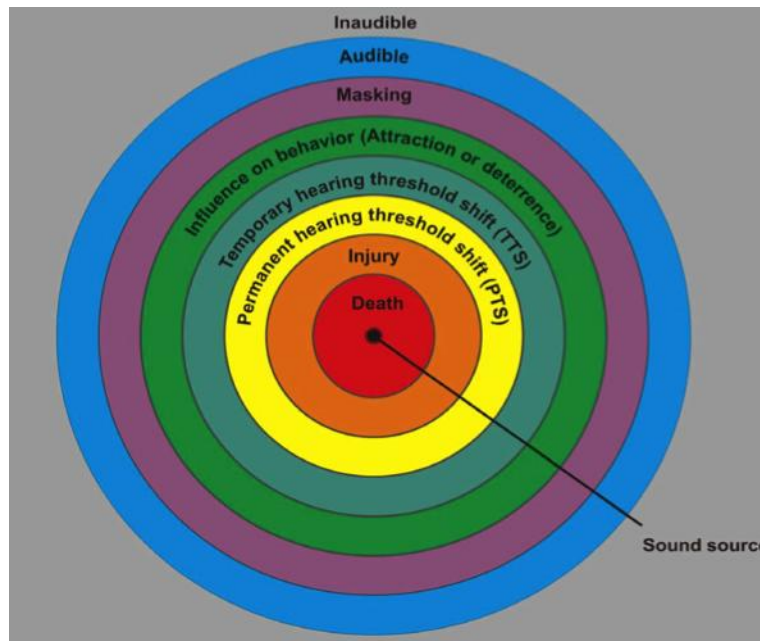 Inaudible
Audible
Masking
Influence on behavior (Attraction or deterrence)
Temporary hearing threshold shift (TTS)
Permanent hearing threshold shift (PTS)
Injury
Death
Sound source